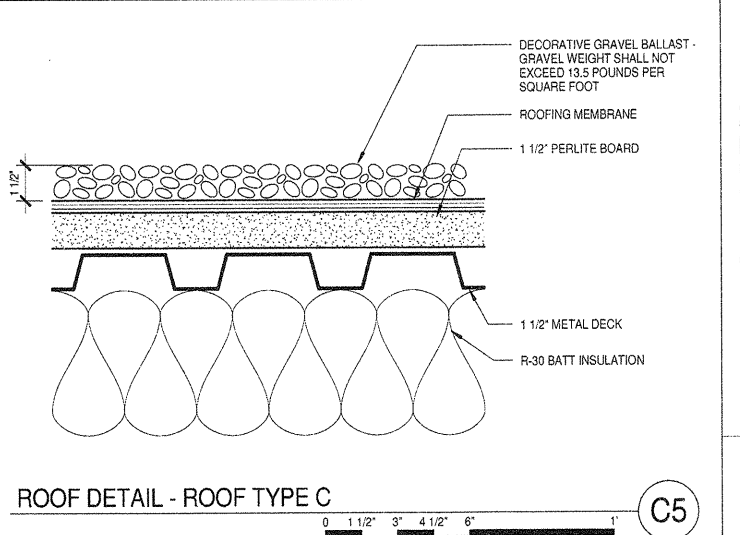 DECORATIVE GRAVEL BALLAST -
GRAVEL WEIGHT SHALL NOT
EXCEED 13.5 POUNDS PER
SQUARE FOOT
ROOFING MEMBRANE
1 1/2" PERLITE BOARD
1 1/2"
1 1/2" METAL DECK
R-30 BATT INSULATION
ROOF DETAIL - ROOF TYPE C
C5
0 1 1/2" 3" 4 1/2" 6" 1'